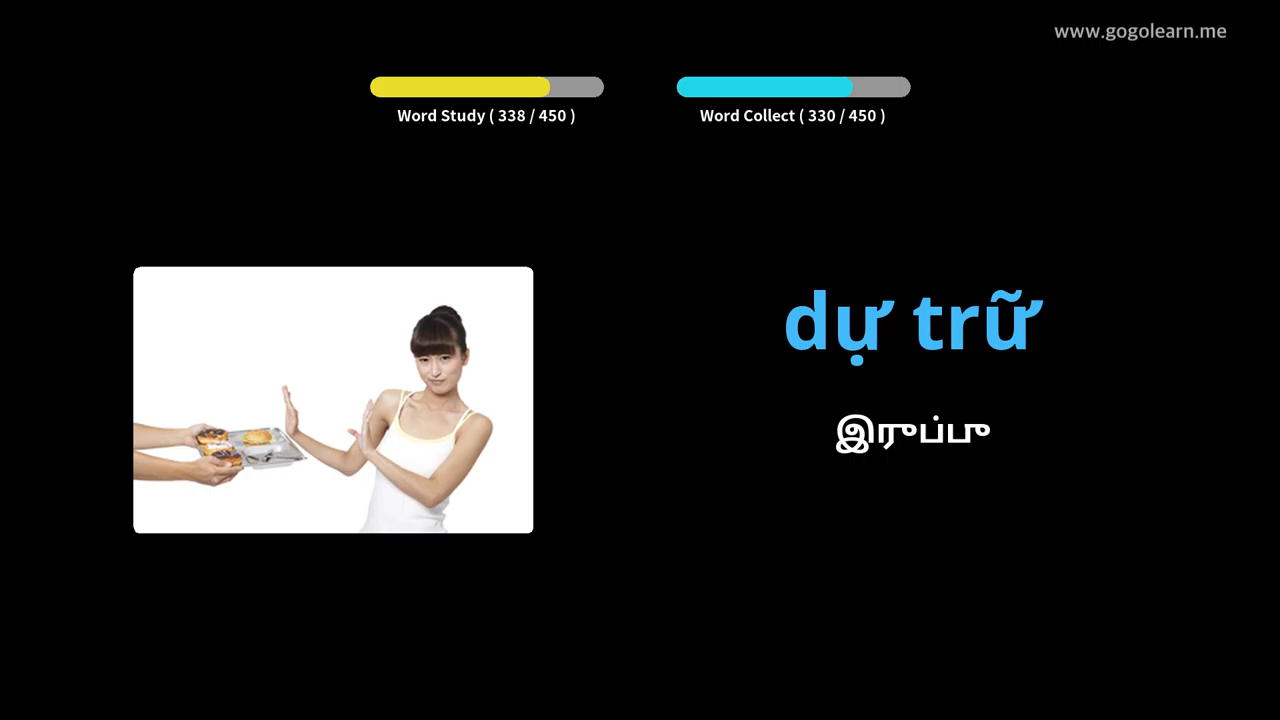 www.gogolearn.me
Word Study ( 338 / 450 )
Word Collect ( 330 / 450 )
dự trữ
இருப்பு